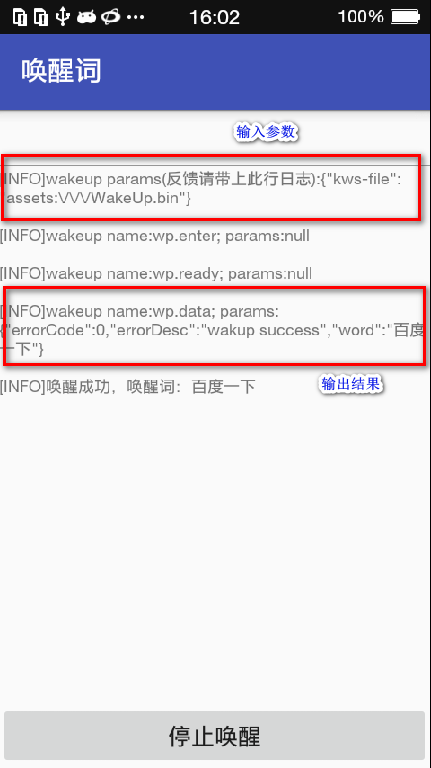 16:02
100%
唤醒词
输入参数
[INFO]wakeup params(反馈请带上此行日志):{"kws-file":
"assets:\/\/\/WakeUp.bin"}
[INFO]wakeup name:wp.enter; params:null
[INFO]wakeup name:wp.ready; params:null
[INFO]wakeup name:wp.data; params:
{"errorCode":0,"errorDesc":"wakup success","word":"百度
一下"}
[INFO]唤醒成功，唤醒词：百度一下
输出结果
停止唤醒